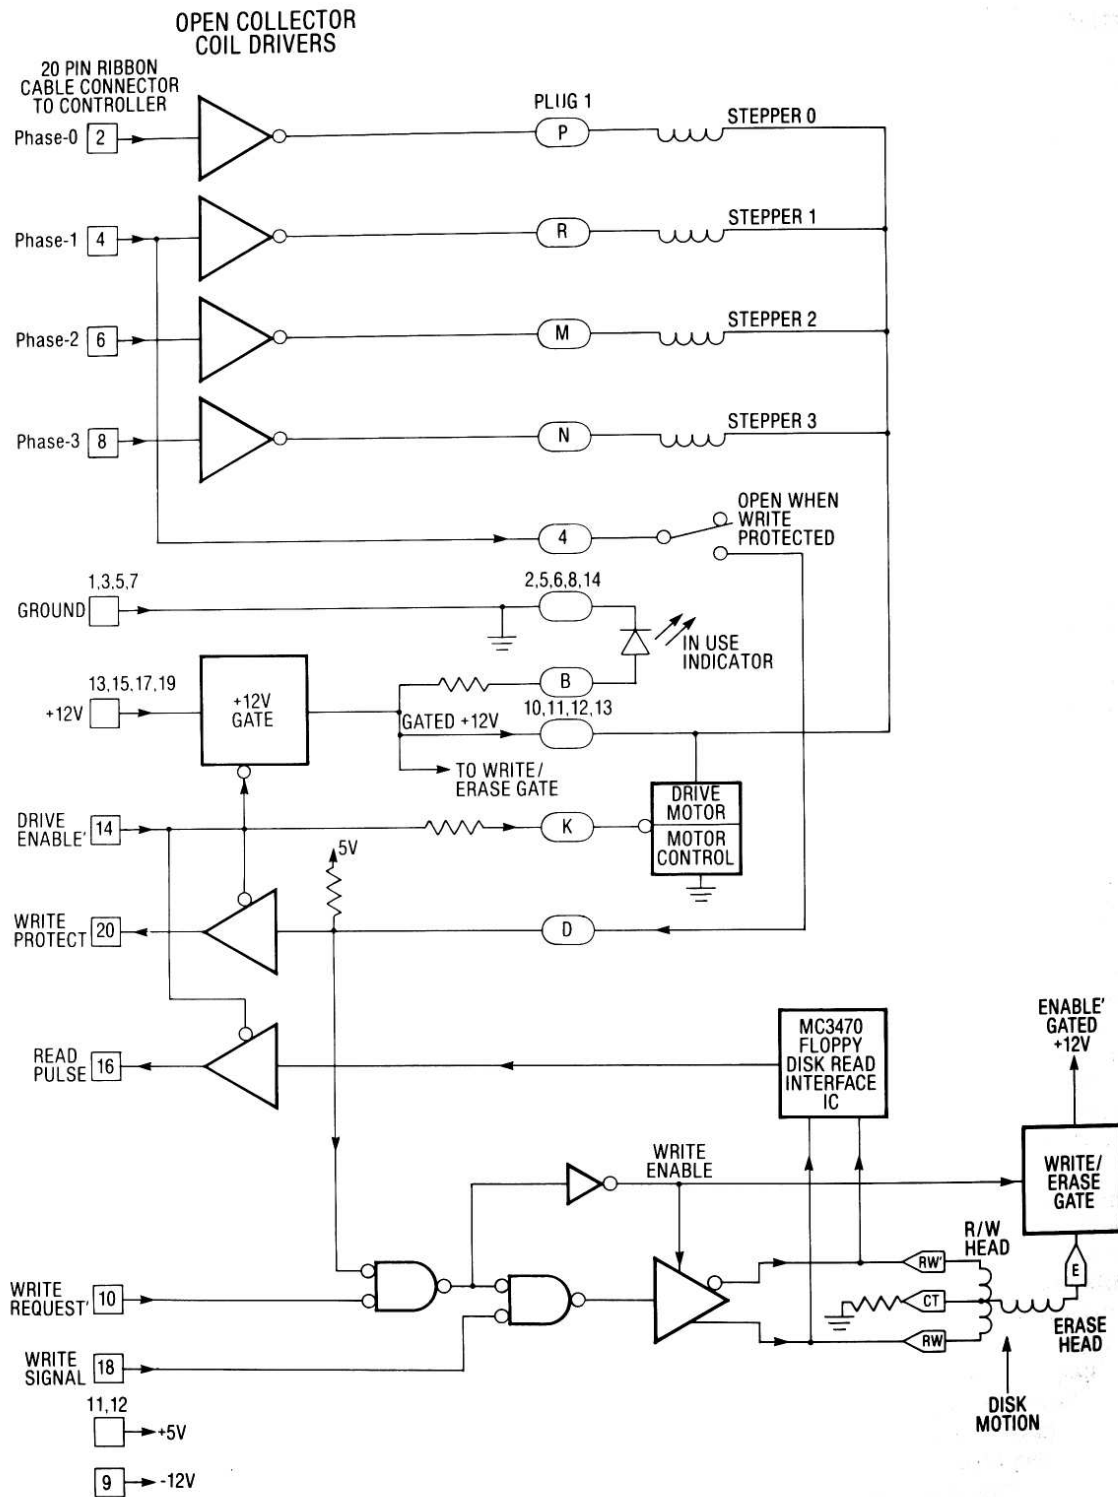 OPEN COLLECTOR
COIL DRIVERS
20 PIN RIBBON
CABLE CONNECTOR
TO CONTROLLER
PLUG 1
Phase-0 2
P
STEPPER 0
Phase-1 4
R
STEPPER 1
Phase-2 6
M
STEPPER 2
Phase-3 8
N
STEPPER 3
4
OPEN WHEN
WRITE
PROTECTED
1,3,5,7
GROUND
2,5,6,8,14
IN USE
INDICATOR
13,15,17,19
+12V
+12V
GATE
B
GATED +12V
10,11,12,13
TO WRITE/
ERASE GATE
DRIVE
ENABLE'
14
K
DRIVE
MOTOR
MOTOR
CONTROL
5V
WRITE
PROTECT
20
D
READ
PULSE
16
MC3470
FLOPPY
DISK READ
INTERFACE
IC
ENABLE'
GATED
+12V
WRITE
ENABLE
WRITE/
ERASE
GATE
R/W
HEAD
RW'
E
WRITE
REQUEST'
10
CT
RW
ERASE
HEAD
WRITE
SIGNAL
18
DISK
MOTION
11,12
+5V
9
-12V